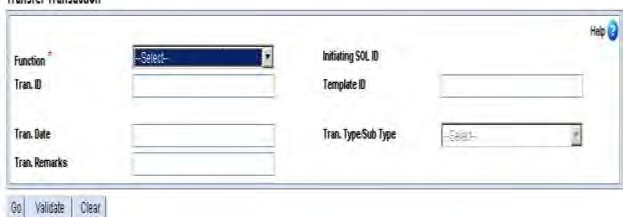 Transfer Transaction
Help ?
Function * --Select-- Initiating SOL ID
Tran. ID Template ID
Tran. Date Tran. Type/Sub Type --Select--
Tran. Remarks
Go Validate Clear